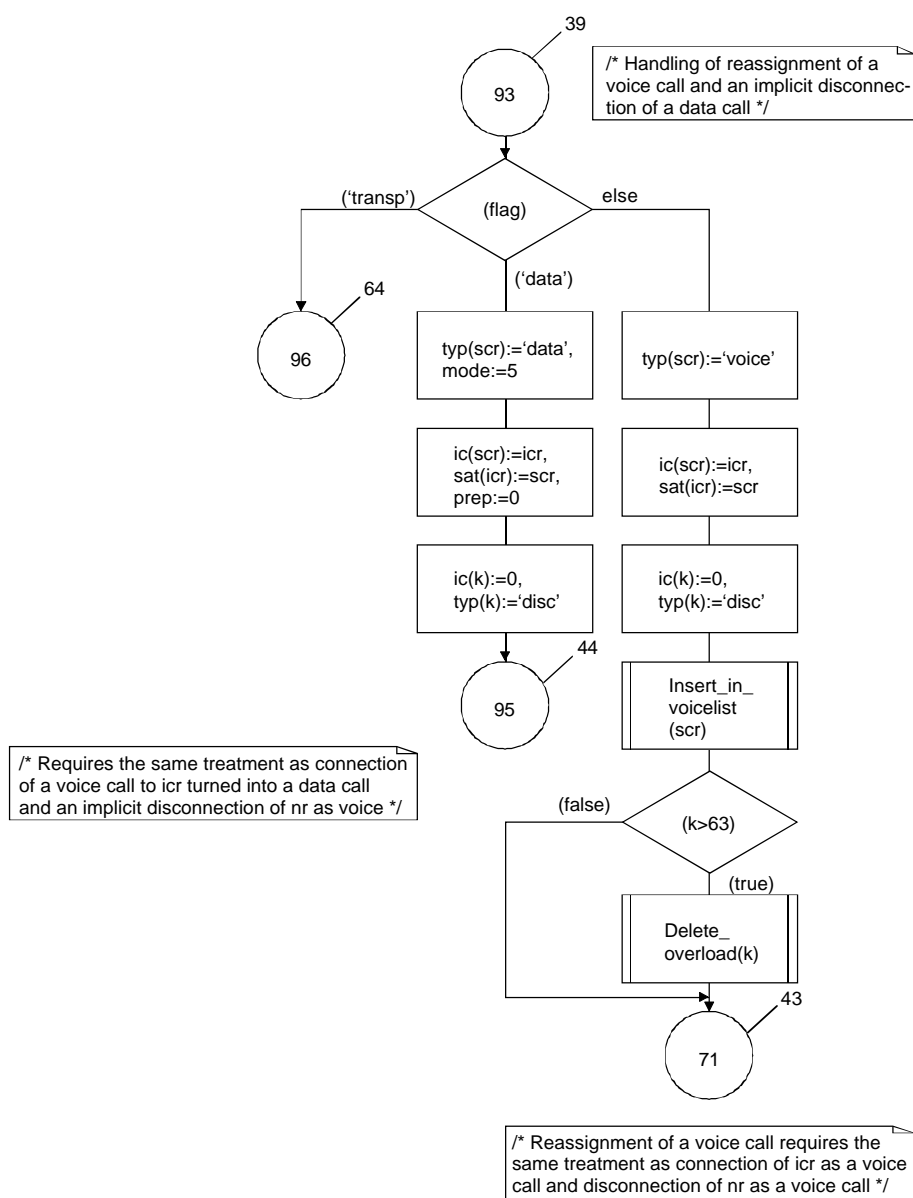 39
93
/* Handling of reassignment of a
voice call and an implicit disconnec-
tion of a data call */
(‘transp’)
(flag)
else
(‘data’)
64
96
typ(scr):=‘data’,
mode:=5
typ(scr):=‘voice’
ic(scr):=icr,
sat(icr):=scr,
prep:=0
ic(scr):=icr,
sat(icr):=scr
ic(k):=0,
typ(k):=‘disc’
ic(k):=0,
typ(k):=‘disc’
44
95
Insert_in_
voicelist
(scr)
/* Requires the same treatment as connection
of a voice call to icr turned into a data call
and an implicit disconnection of nr as voice */
(false)
(k>63)
(true)
Delete_
overload(k)
43
71
/* Reassignment of a voice call requires the
same treatment as connection of icr as a voice
call and disconnection of nr as a voice call */